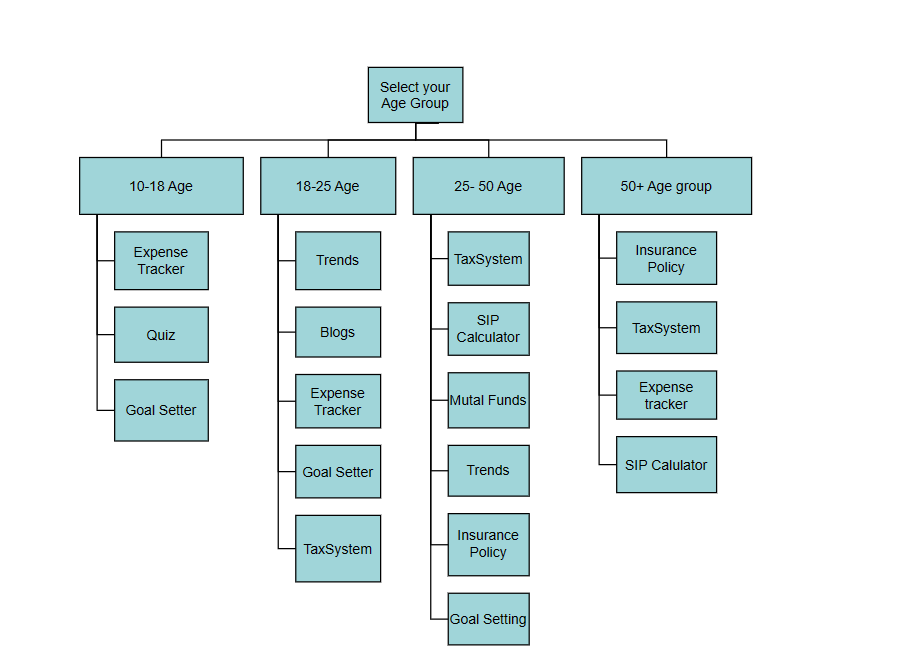 Select your
Age Group
10-18 Age
18-25 Age
25- 50 Age
50+ Age group
Expense
Tracker
Quiz
Goal Setter
Trends
Blogs
Expense
Tracker
Goal Setter
TaxSystem
TaxSystem
SIP
Calculator
Mutal Funds
Trends
Insurance
Policy
Goal Setting
Insurance
Policy
TaxSystem
Expense
tracker
SIP Calulator